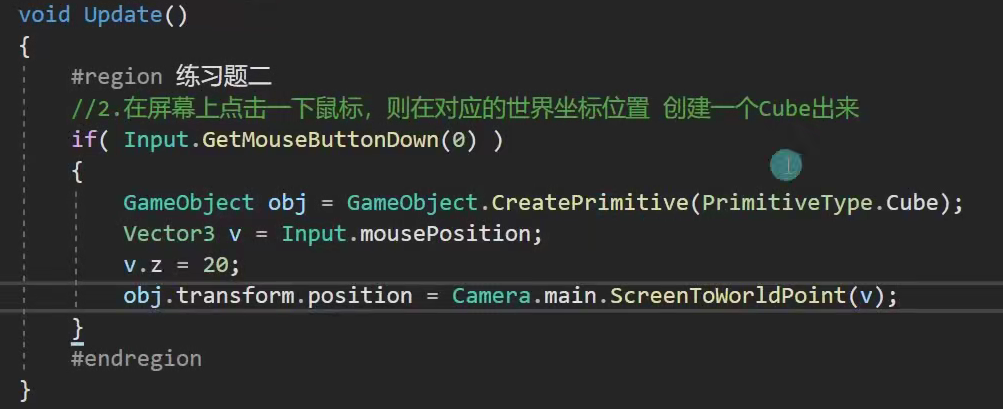 void Update()
{
#region 练习题二
//2.在屏幕上点击一下鼠标，则在对应的世界坐标位置 创建一个Cube出来
if( Input.GetMouseButtonDown(0) )
{
GameObject obj = GameObject.CreatePrimitive(PrimitiveType.Cube);
Vector3 v = Input.mousePosition;
v.z = 20;
obj.transform.position = Camera.main.ScreenToWorldPoint(v);
}
#endregion
}